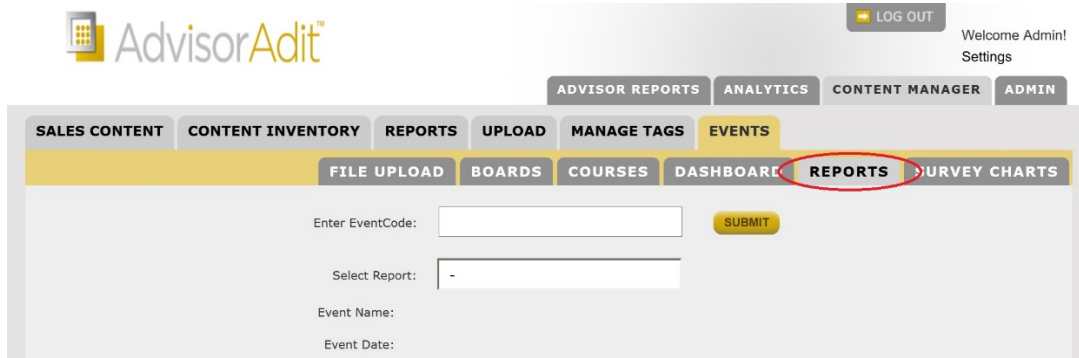 AdvisorAdit™
LOG OUT
Welcome Admin!
Settings
ADVISOR REPORTS ANALYTICS CONTENT MANAGER ADMIN
SALES CONTENT CONTENT INVENTORY REPORTS UPLOAD MANAGE TAGS EVENTS
FILE UPLOAD BOARDS COURSES DASHBOARD REPORTS SURVEY CHARTS
Enter EventCode: SUBMIT
Select Report: -
Event Name:
Event Date: